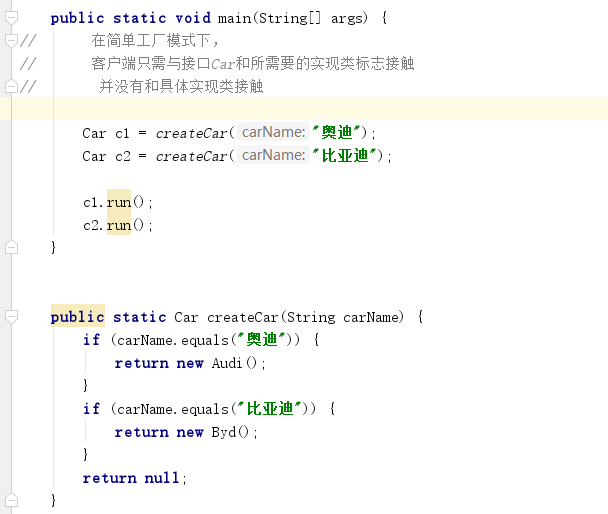 public static void main(String[] args) {
// 在简单工厂模式下，
// 客户端只需与接口Car和所需要的实现类标志接触
// 并没有和具体实现类接触
Car c1 = createCar( carName: "奥迪");
Car c2 = createCar( carName: "比亚迪");
c1.run();
c2.run();
}
public static Car createCar(String carName) {
if (carName.equals("奥迪")) {
return new Audi();
}
if (carName.equals("比亚迪")) {
return new Byd();
}
return null;
}